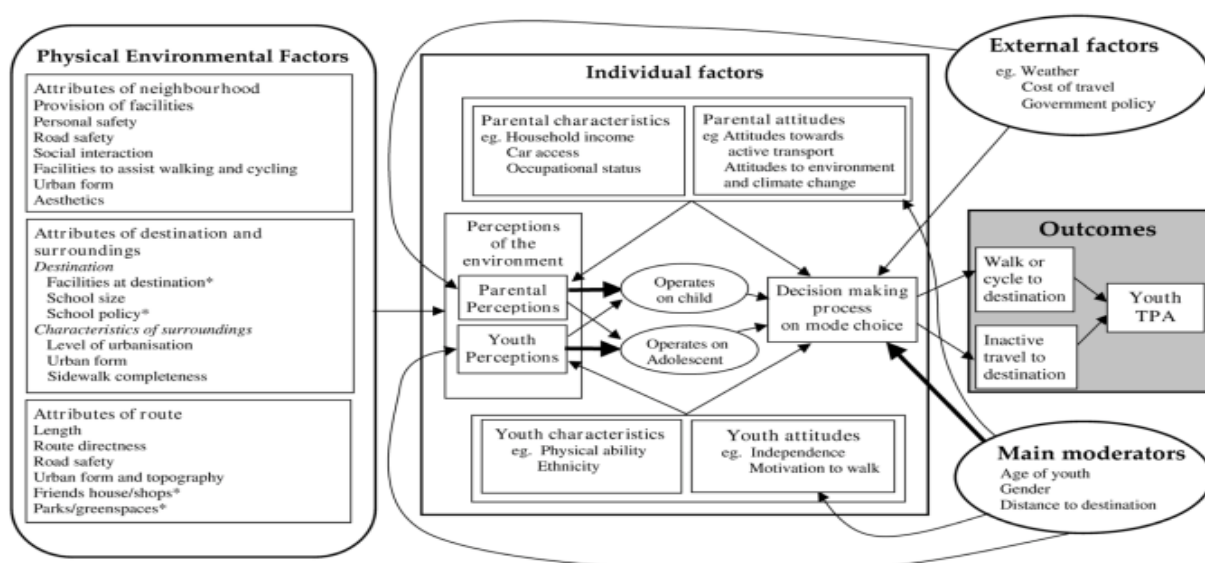 Physical Environmental Factors
Attributes of neighbourhood
Provision of facilities
Personal safety
Road safety
Social interaction
Facilities to assist walking and cycling
Urban form
Aesthetics
Attributes of destination and
surroundings
Destination
Facilities at destination*
School size
School policy*
Characteristics of surroundings
Level of urbanisation
Urban form
Sidewalk completeness
Attributes of route
Length
Route directness
Road safety
Urban form and topography
Friends house/shops*
Parks/greenspaces*
Individual factors
Parental characteristics
eg. Household income
Car access
Occupational status
Parental attitudes
eg Attitudes towards
active transport
Attitudes to environment
and climate change
Perceptions
of the
environment
Parental
Perceptions
Youth
Perceptions
Operates
on child
Operates on
Adolescent
Decision making
process
on mode choice
Youth characteristics
eg. Physical ability
Ethnicity
Youth attitudes
eg. Independence
Motivation to walk
External factors
eg. Weather
Cost of travel
Government policy
Outcomes
Walk or
cycle to
destination
Inactive
travel to
destination
Youth
TPA
Main moderators
Age of youth
Gender
Distance to destination